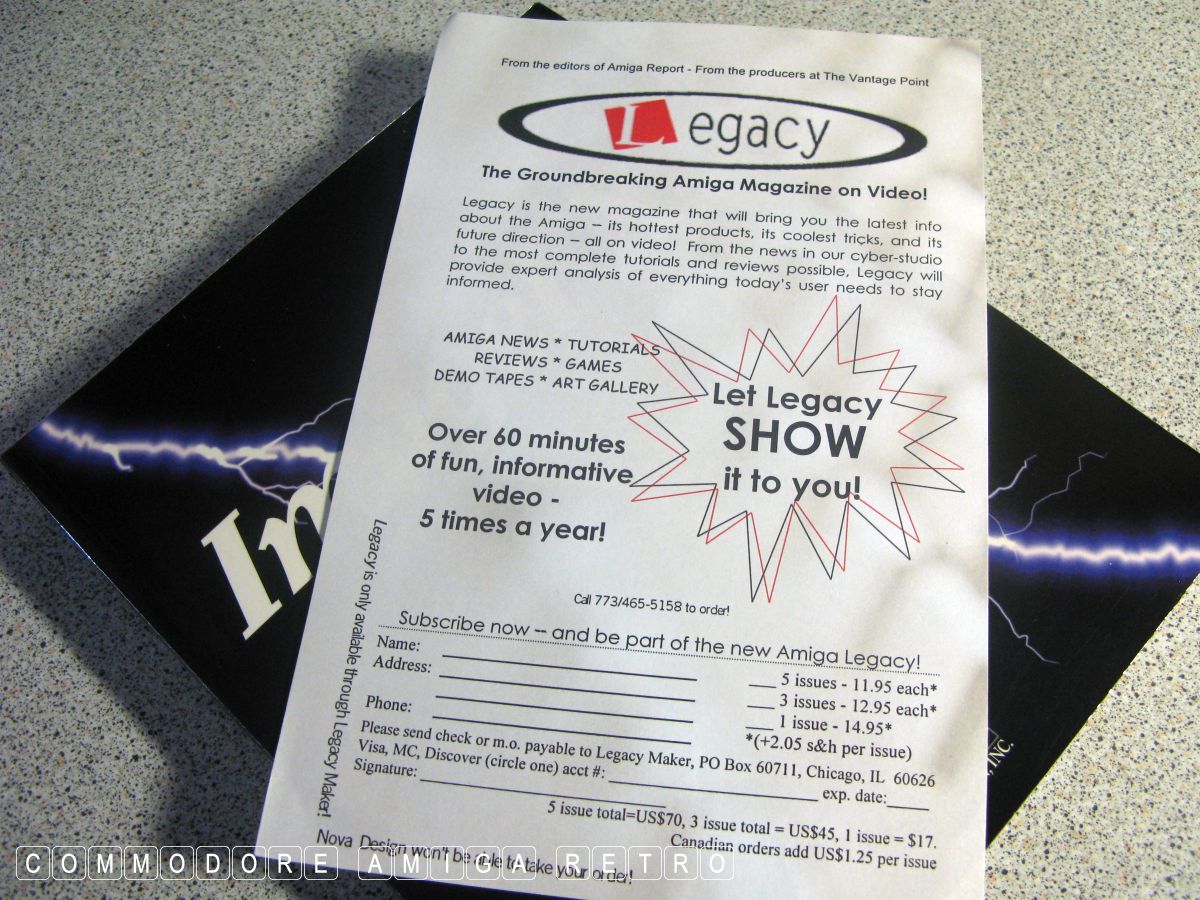 From the editors of Amiga Report - From the producers at The Vantage Point
Legacy
The Groundbreaking Amiga Magazine on Video!
Legacy is the new magazine that will bring you the latest info
about the Amiga – its hottest products, its coolest tricks, and its
future direction – all on video!  From the news in our cyber-studio
to the most complete tutorials and reviews possible, Legacy will
provide expert analysis of everything today's user needs to stay
informed.
AMIGA NEWS * TUTORIALS
REVIEWS * GAMES
DEMO TAPES * ART GALLERY
Let Legacy
SHOW
it to you!
Over 60 minutes
of fun, informative
video -
5 times a year!
Call 773/465-5158 to order!
Subscribe now -- and be part of the new Amiga Legacy!
Name:
Address:
Phone:
___ 5 issues - 11.95 each*
___ 3 issues - 12.95 each*
___ 1 issue - 14.95*
*(+2.05 s&h per issue)
Please send check or m.o. payable to Legacy Maker, PO Box 60711, Chicago, IL  60626
Visa, MC, Discover (circle one) acct #: ____________________ exp. date:_____
Signature: ____________________
5 issue total=US$70, 3 issue total = US$45, 1 issue = $17.
Canadian orders add US$1.25 per issue
Legacy is only available through Legacy Maker!
Nova Design won't be able to take your order!
, INC.
COMMODORE AMIGA RETRO